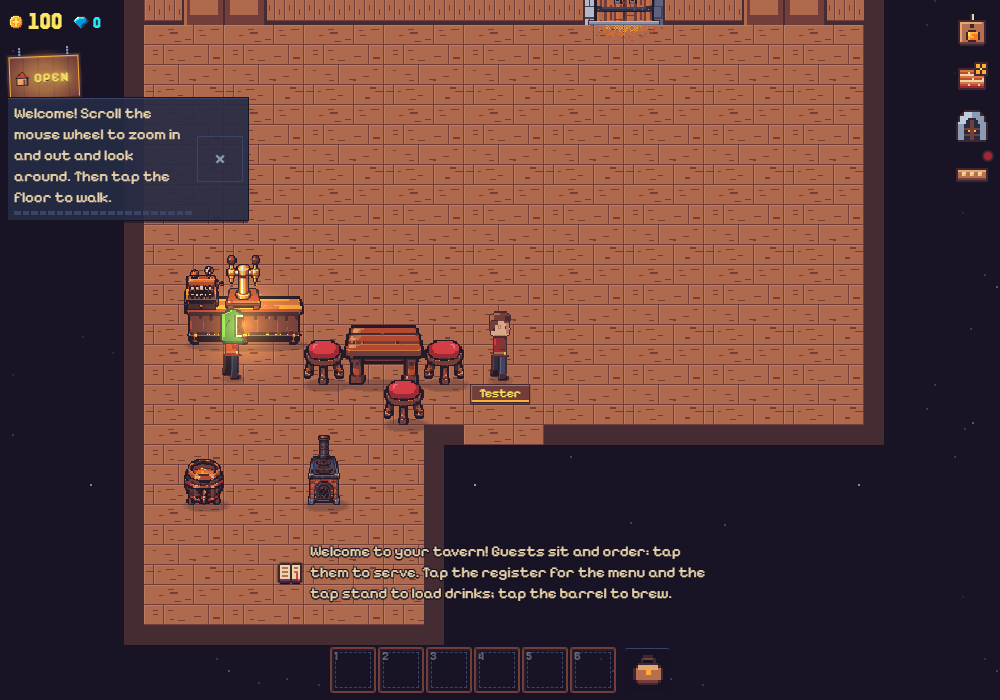 100
0
OPEN
Welcome! Scroll the
mouse wheel to zoom in
and out and look
around. Then tap the
floor to walk.
×
Tester
Welcome to your tavern! Guests sit and order: tap
them to serve. Tap the register for the menu and the
tap stand to load drinks; tap the barrel to brew.
1 2 3 4 5 6